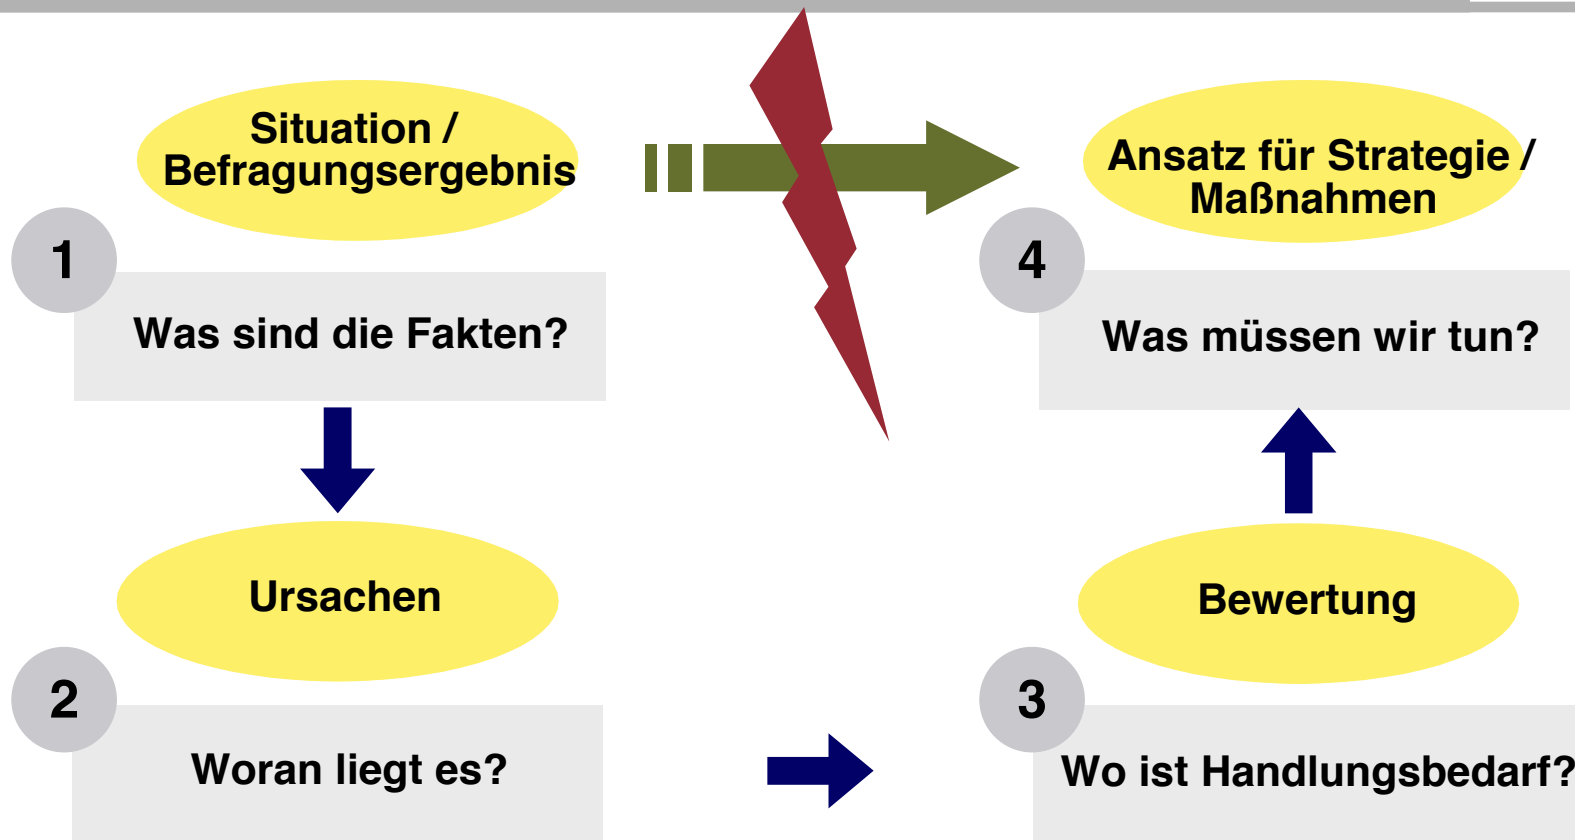 Situation /
Befragungsergebnis
1
Was sind die Fakten?
Ursachen
2
Woran liegt es?
Bewertung
3
Wo ist Handlungsbedarf?
Ansatz für Strategie /
Maßnahmen
4
Was müssen wir tun?